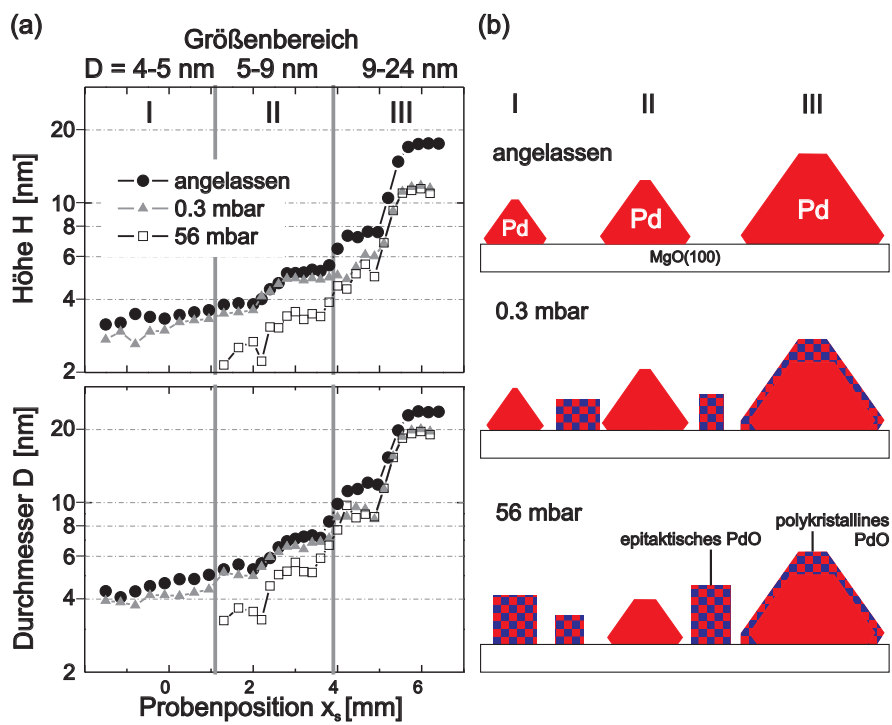 (a)
Größenbereich
D = 4-5 nm 5-9 nm 9-24 nm
I II III
Höhe H [nm]
20
10
8
6
4
2
angelassen
0.3 mbar
56 mbar
Durchmesser D [nm]
20
10
8
6
4
2
0 2 4 6
Probenposition xs [mm]
(b)
I II III
angelassen
Pd Pd Pd
MgO(100)
0.3 mbar
56 mbar
epitaktisches PdO
polykristallines
PdO